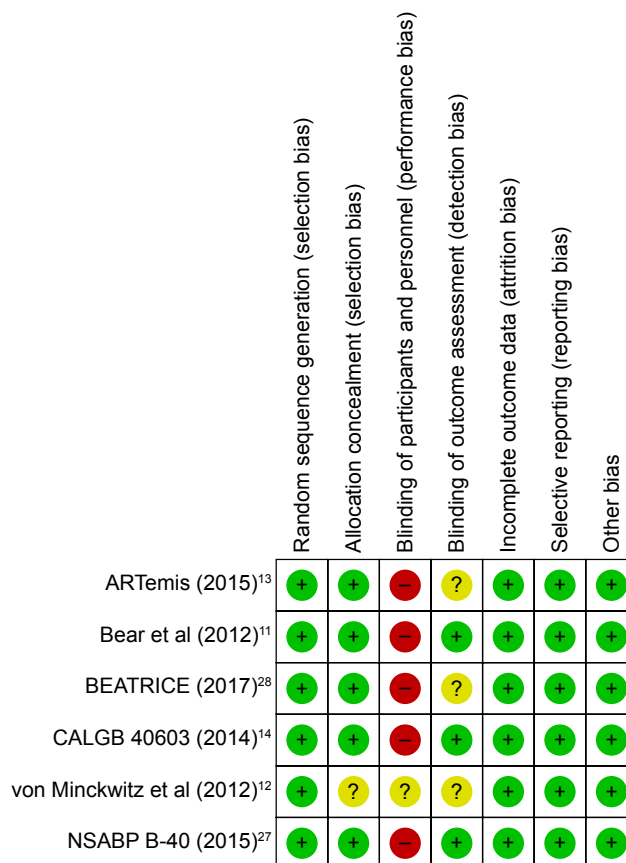 Random sequence generation (selection bias)
Allocation concealment (selection bias)
Blinding of participants and personnel (performance bias)
Blinding of outcome assessment (detection bias)
Incomplete outcome data (attrition bias)
Selective reporting (reporting bias)
Other bias
ARTemis (2015)¹³ + + – ? + + +
Bear et al (2012)¹¹ + + – + + + +
BEATRICE (2017)²⁸ + + – ? + + +
CALGB 40603 (2014)¹⁴ + + – + + + +
von Minckwitz et al (2012)¹² + ? ? ? + + +
NSABP B-40 (2015)²⁷ + + – + + + +